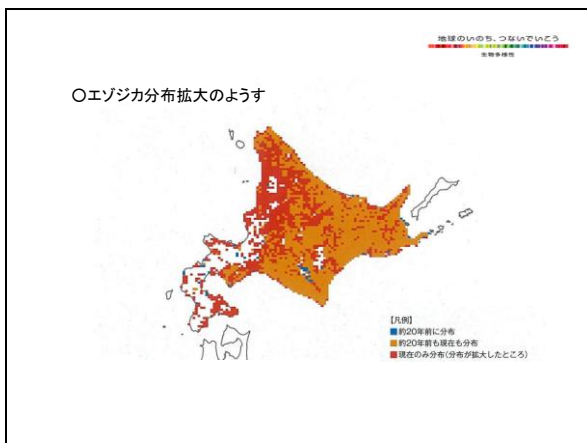 地球のいのち、つないでいこう
生物多様性
○エゾジカ分布拡大のようす
【凡例】
約20年前に分布
約20年前も現在も分布
現在のみ分布(分布が拡大したところ)